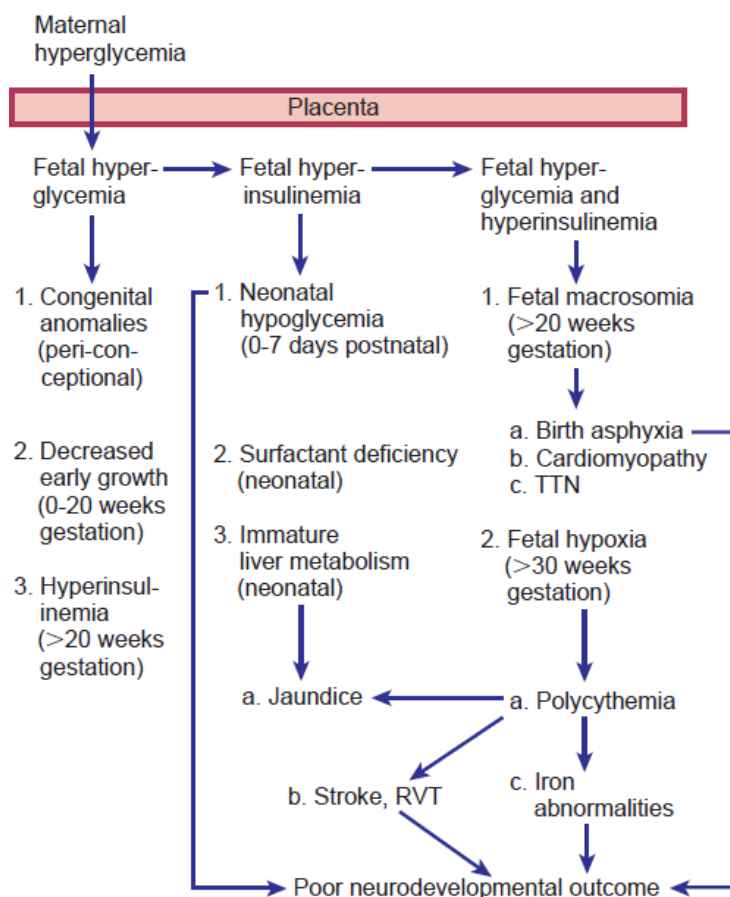 Maternal
hyperglycemia
Placenta
Fetal hyper-
glycemia
Fetal hyper-
insulinemia
Fetal hyper-
glycemia and
hyperinsulinemia
1. Congenital
anomalies
(peri-con-
ceptional)
2. Decreased
early growth
(0-20 weeks
gestation)
3. Hyperinsul-
inemia
(>20 weeks
gestation)
1. Neonatal
hypoglycemia
(0-7 days postnatal)
2. Surfactant deficiency
(neonatal)
3. Immature
liver metabolism
(neonatal)
a. Jaundice
b. Stroke, RVT
1. Fetal macrosomia
(>20 weeks
gestation)
a. Birth asphyxia
b. Cardiomyopathy
c. TTN
2. Fetal hypoxia
(>30 weeks
gestation)
a. Polycythemia
c. Iron
abnormalities
Poor neurodevelopmental outcome